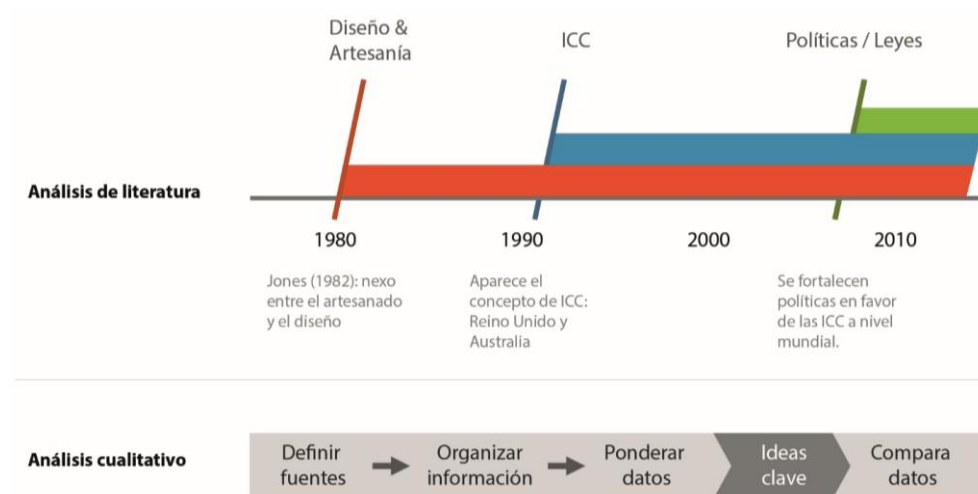 Diseño &
Artesanía
ICC
Políticas / Leyes
Análisis de literatura
1980
1990
2000
2010
Jones (1982): nexo
entre el artesanado
y el diseño
Aparece el
concepto de ICC:
Reino Unido y
Australia
Se fortalecen
políticas en favor
de las ICC a nivel
mundial.
Análisis cualitativo
Definir
fuentes
Organizar
información
Ponderar
datos
Ideas
clave
Compara
datos